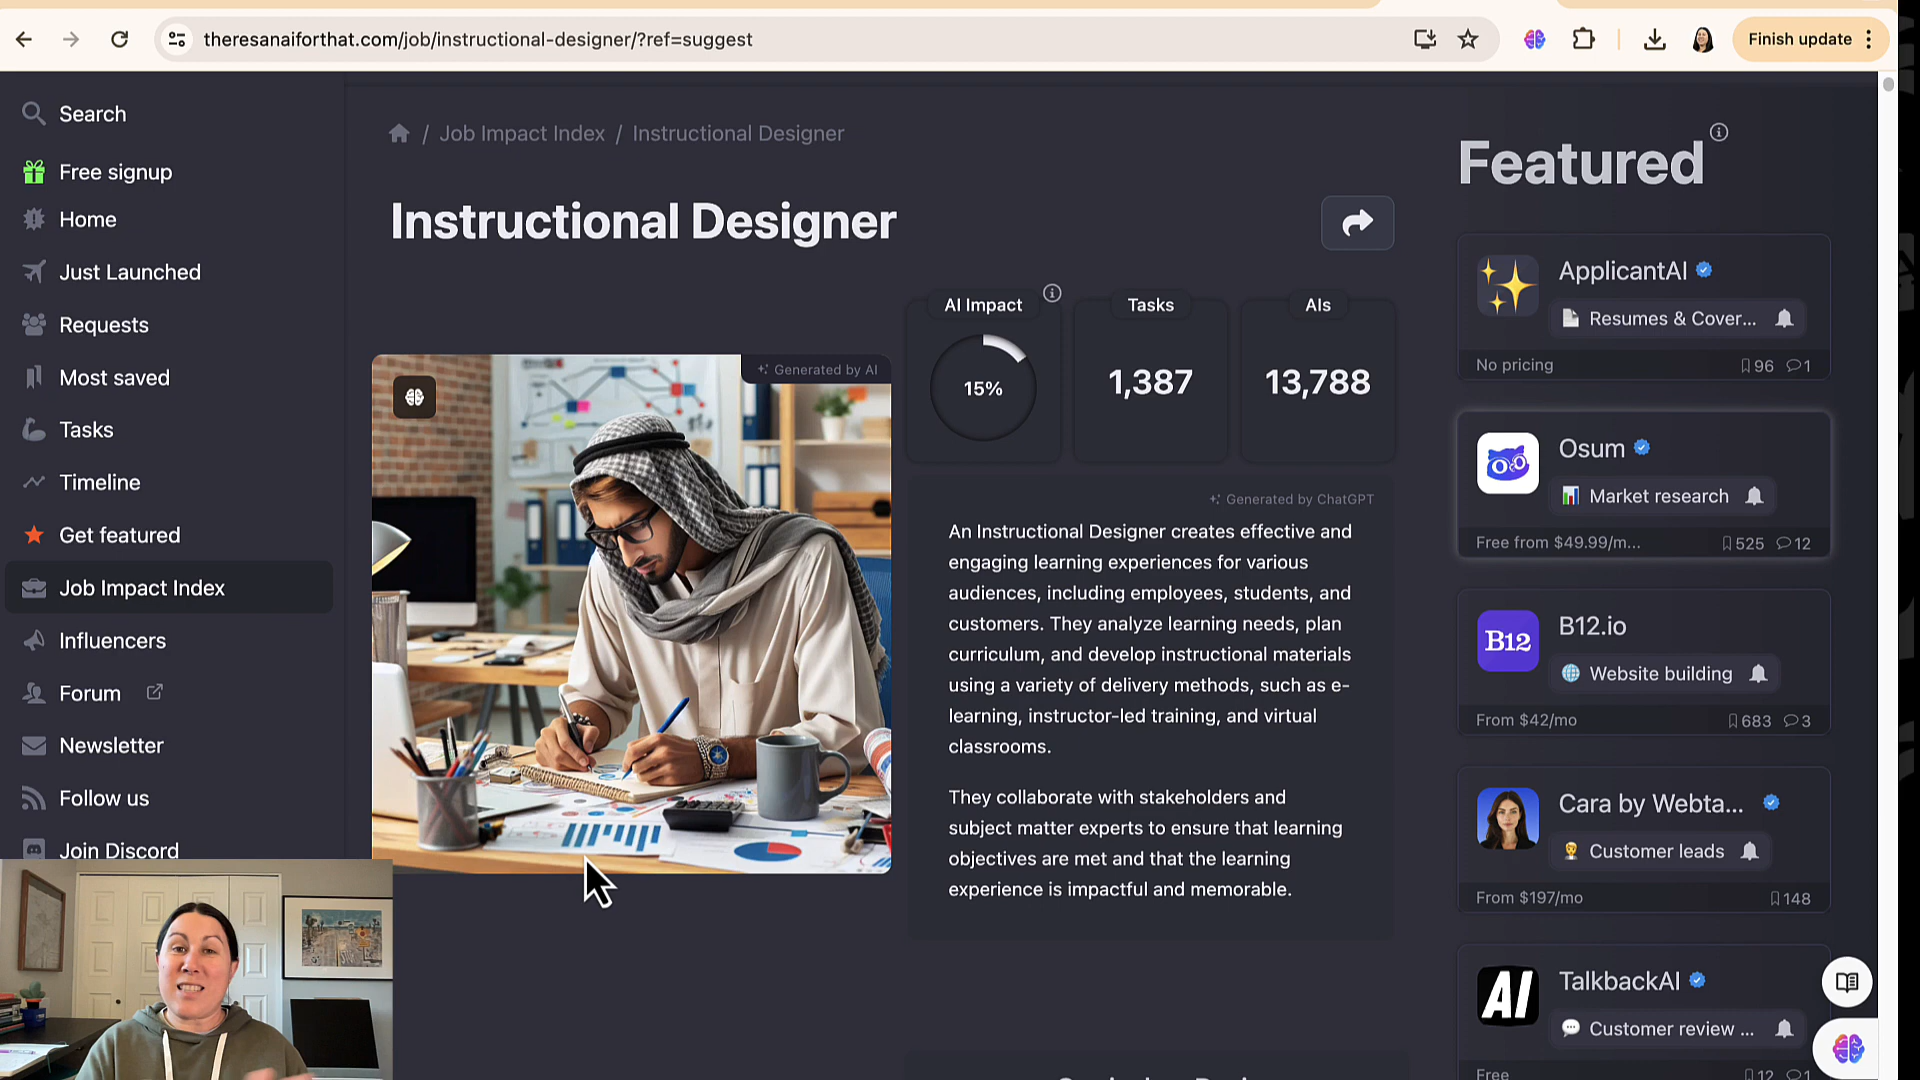 theresanaiforthat.com/job/instructional-designer/?ref=suggest
Finish update
Search
Free signup
Home
Just Launched
Requests
Most saved
Tasks
Timeline
Get featured
Job Impact Index
Influencers
Forum
Newsletter
Follow us
Join Discord
/ Job Impact Index / Instructional Designer
Instructional Designer
Generated by AI
AI Impact
15%
Tasks
1,387
AIs
13,788
Generated by ChatGPT
An Instructional Designer creates effective and
engaging learning experiences for various
audiences, including employees, students, and
customers. They analyze learning needs, plan
curriculum, and develop instructional materials
using a variety of delivery methods, such as e-
learning, instructor-led training, and virtual
classrooms.
They collaborate with stakeholders and
subject matter experts to ensure that learning
objectives are met and that the learning
experience is impactful and memorable.
Featured
ApplicantAI
Resumes & Cover...
No pricing
96
1
Osum
Market research
Free from $49.99/m...
525
12
B12
B12.io
Website building
From $42/mo
683
3
Cara by Webta...
Customer leads
From $197/mo
148
AI
TalkbackAI
Customer review ...
Free
12
1